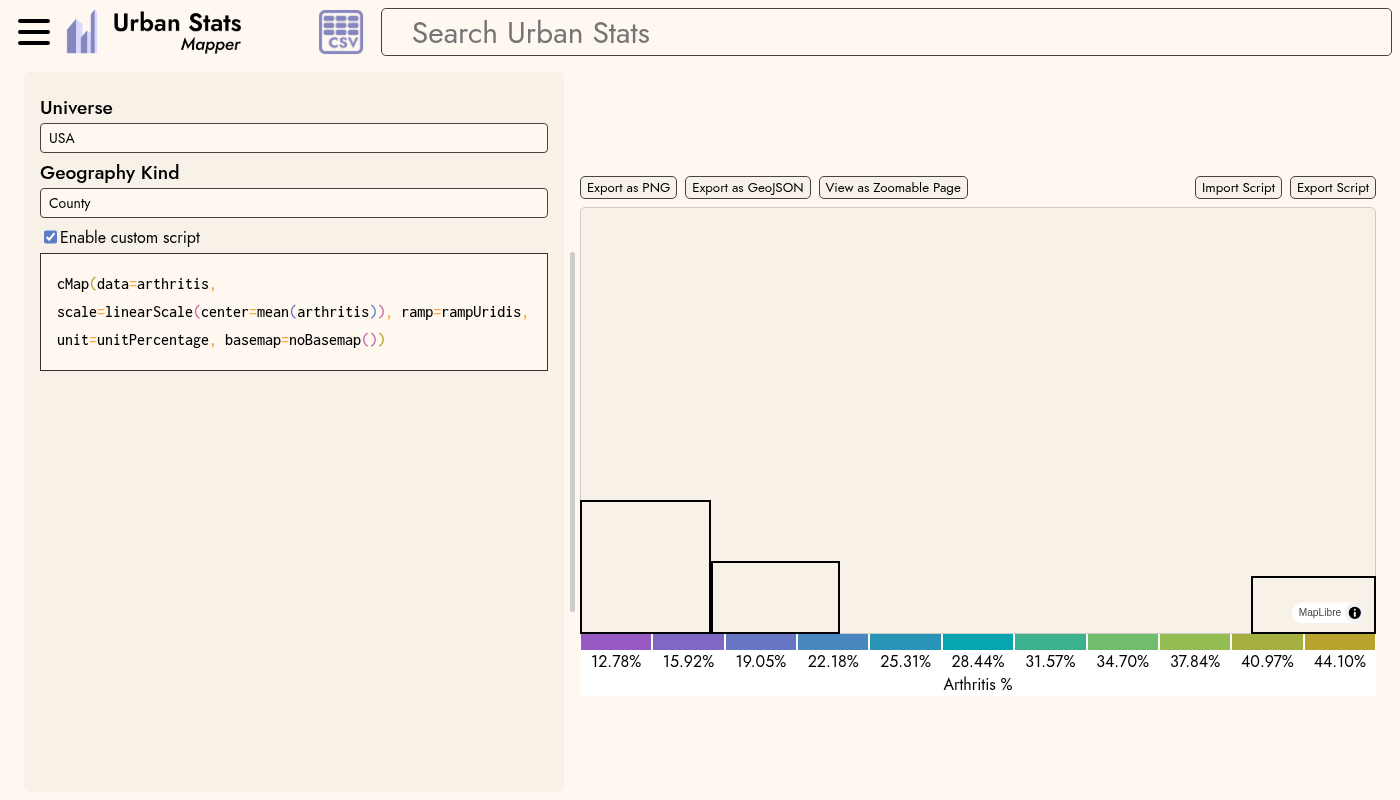 Urban Stats
Mapper
CSV
Search Urban Stats
Universe
USA
Geography Kind
County
Enable custom script
cMap(data=arthritis,
scale=linearScale(center=mean(arthritis)), ramp=rampUridis,
unit=unitPercentage, basemap=noBasemap())
Export as PNG
Export as GeoJSON
View as Zoomable Page
Import Script
Export Script
MapLibre
12.78% 15.92% 19.05% 22.18% 25.31% 28.44% 31.57% 34.70% 37.84% 40.97% 44.10%
Arthritis %